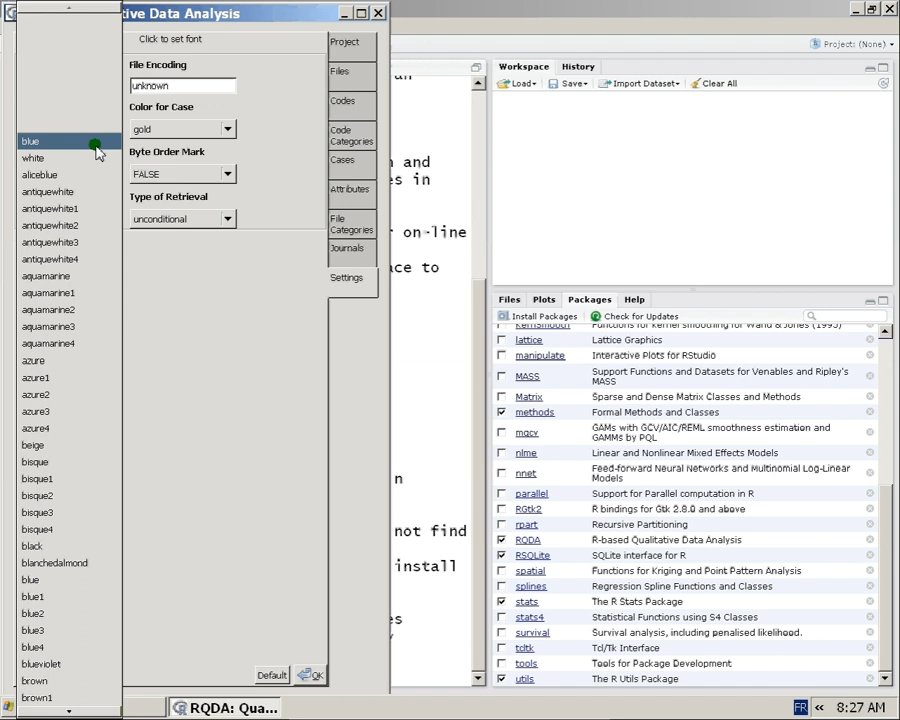 tive Data Analysis
Project: (None)
Click to set font
File Encoding
unknown
Color for Case
gold
Byte Order Mark
FALSE
Type of Retrieval
unconditional
Project
Files
Codes
Code
Categories
Cases
Attributes
File
Categories
Journals
Settings
Default
OK
blue
white
aliceblue
antiquewhite
antiquewhite1
antiquewhite2
antiquewhite3
antiquewhite4
aquamarine
aquamarine1
aquamarine2
aquamarine3
aquamarine4
azure
azure1
azure2
azure3
azure4
beige
bisque
bisque1
bisque2
bisque3
bisque4
black
blanchedalmond
blue
blue1
blue2
blue3
blue4
blueviolet
brown
brown1
and
es in
on-line
ace to
n
not find
install
es
Workspace History
Load Save Import Dataset Clear All
Files Plots Packages Help
Install Packages Check for Updates
KernSmooth Functions for kernel smoothing for Wand & Jones (1995)
lattice Lattice Graphics
manipulate Interactive Plots for RStudio
MASS Support Functions and Datasets for Venables and Ripley's
MASS
Matrix Sparse and Dense Matrix Classes and Methods
methods Formal Methods and Classes
mgcv GAMs with GCV/AIC/REML smoothness estimation and
GAMMs by PQL
nlme Linear and Nonlinear Mixed Effects Models
nnet Feed-forward Neural Networks and Multinomial Log-Linear
Models
parallel Support for Parallel computation in R
RGtk2 R bindings for Gtk 2.8.0 and above
rpart Recursive Partitioning
RQDA R-based Qualitative Data Analysis
RSQLite SQLite interface for R
spatial Functions for Kriging and Point Pattern Analysis
splines Regression Spline Functions and Classes
stats The R Stats Package
stats4 Statistical Functions using S4 Classes
survival Survival analysis, including penalised likelihood.
tcltk Tcl/Tk Interface
tools Tools for Package Development
utils The R Utils Package
RQDA: Qua...
FR « 8:27 AM